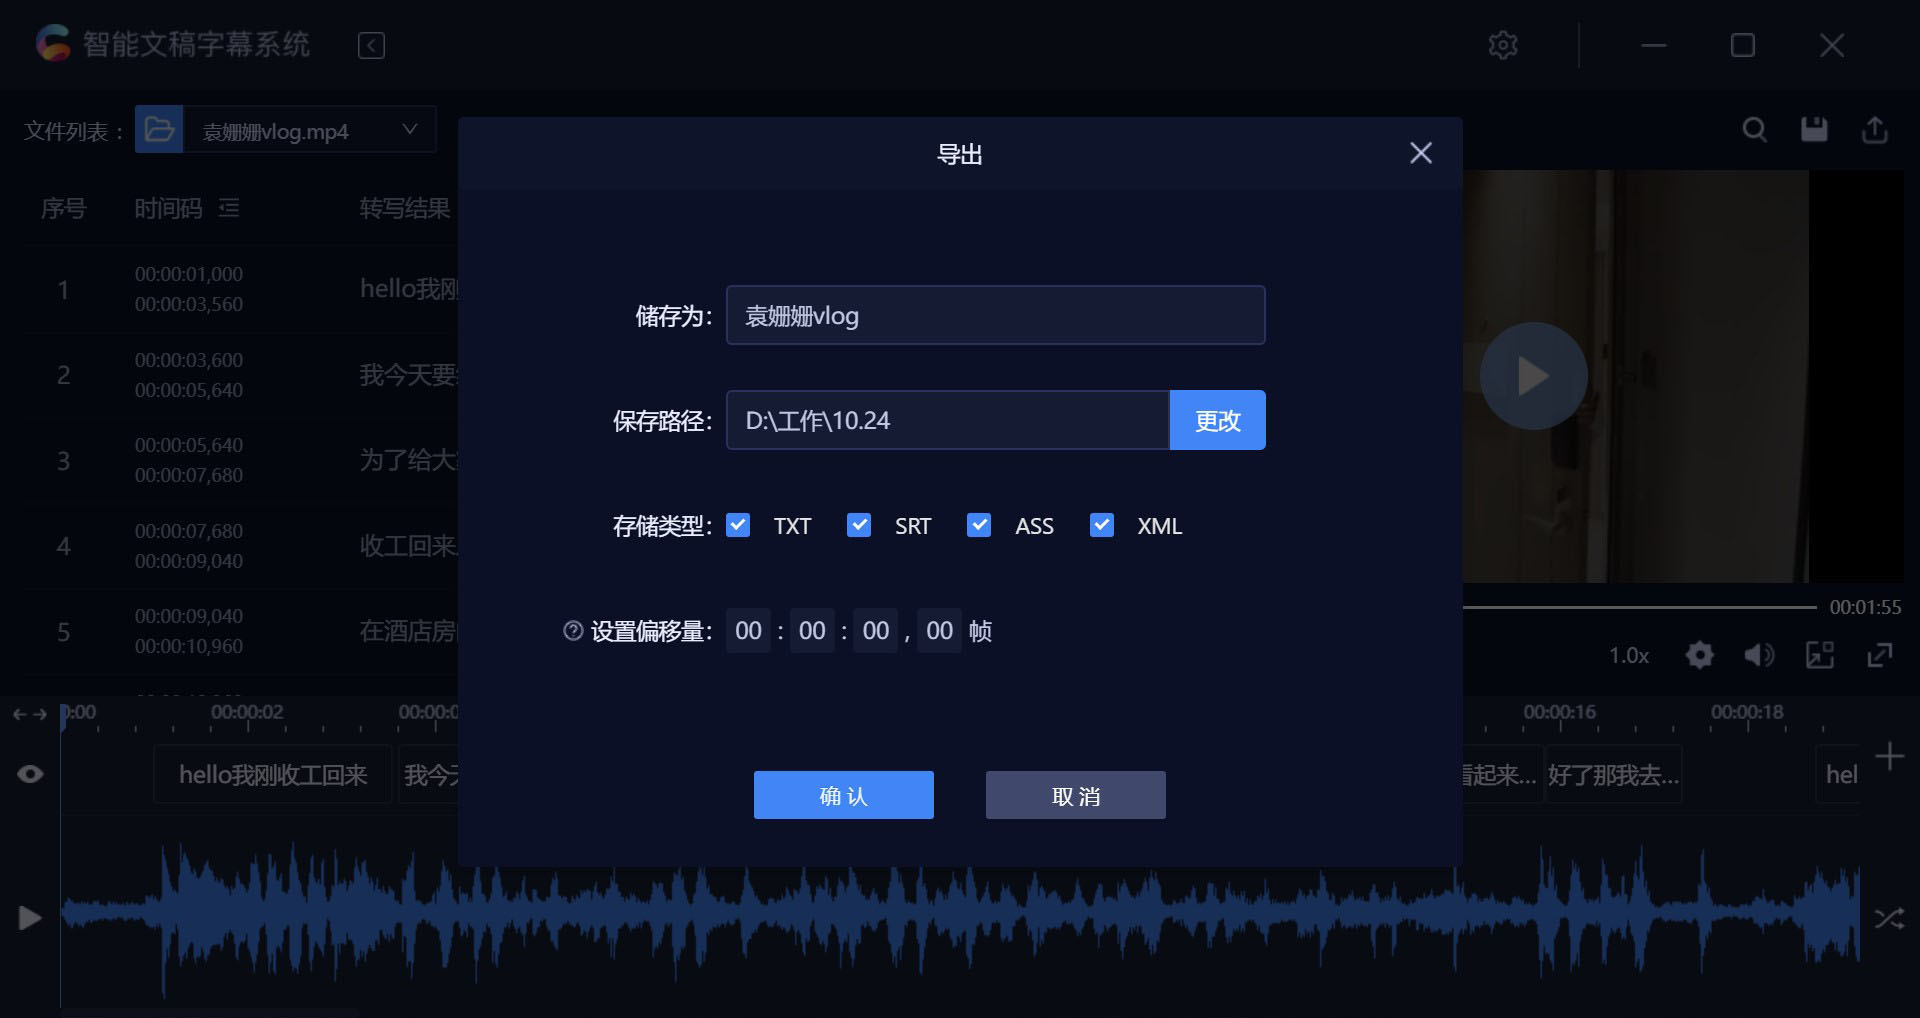 智能文稿字幕系统
文件列表：
袁姗姗vlog.mp4
序号 时间码 转写结果
1
00:00:01,000
00:00:03,560
hello我刚
2
00:00:03,600
00:00:05,640
我今天要
3
00:00:05,640
00:00:07,680
为了给大
4
00:00:07,680
00:00:09,040
收工回来
5
00:00:09,040
00:00:10,960
在酒店房
导出
储存为：
袁姗姗vlog
保存路径：
D:\工作\10.24
更改
存储类型：
TXT SRT ASS XML
设置偏移量：
00 : 00 : 00 , 00 帧
确认
取消
00:01:55
1.0x
0:00 00:00:02 00:00:0 00:00:16 00:00:18
hello我刚收工回来
我今天
看起来...
好了那我去...
hel